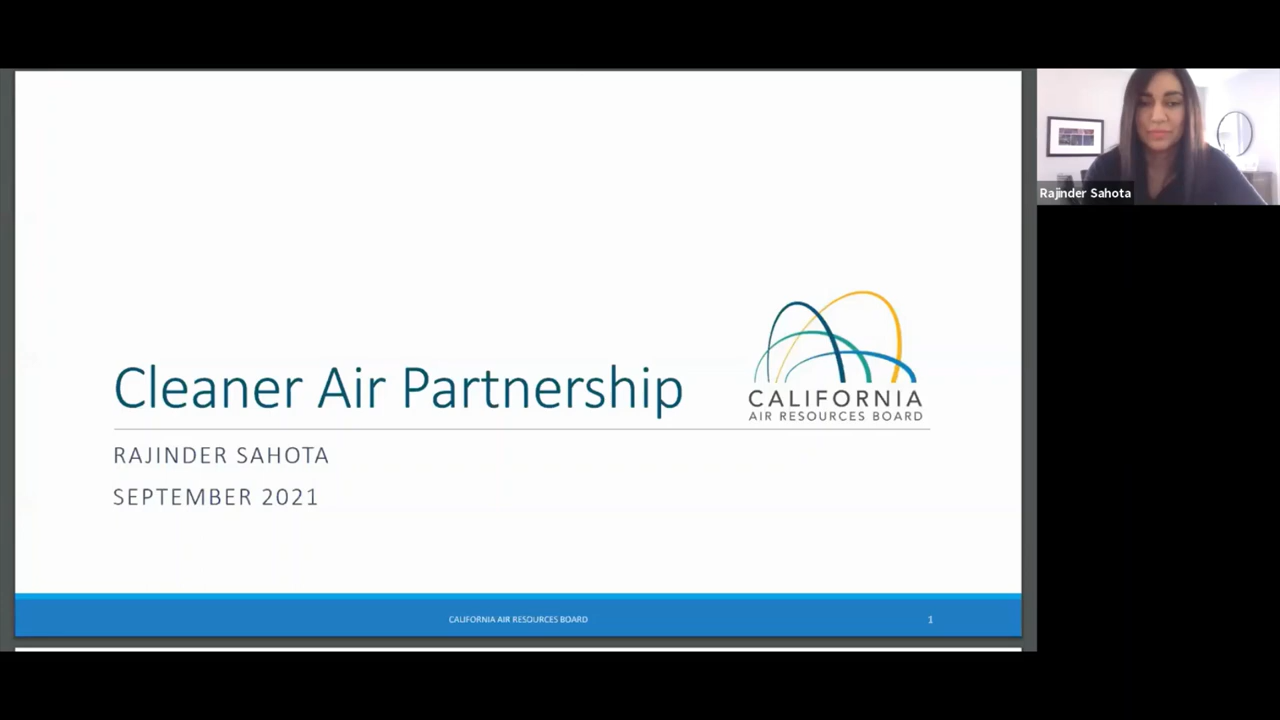 Cleaner Air Partnership
CALIFORNIA
AIR RESOURCES BOARD
RAJINDER SAHOTA
SEPTEMBER 2021
CALIFORNIA AIR RESOURCES BOARD
1
Rajinder Sahota